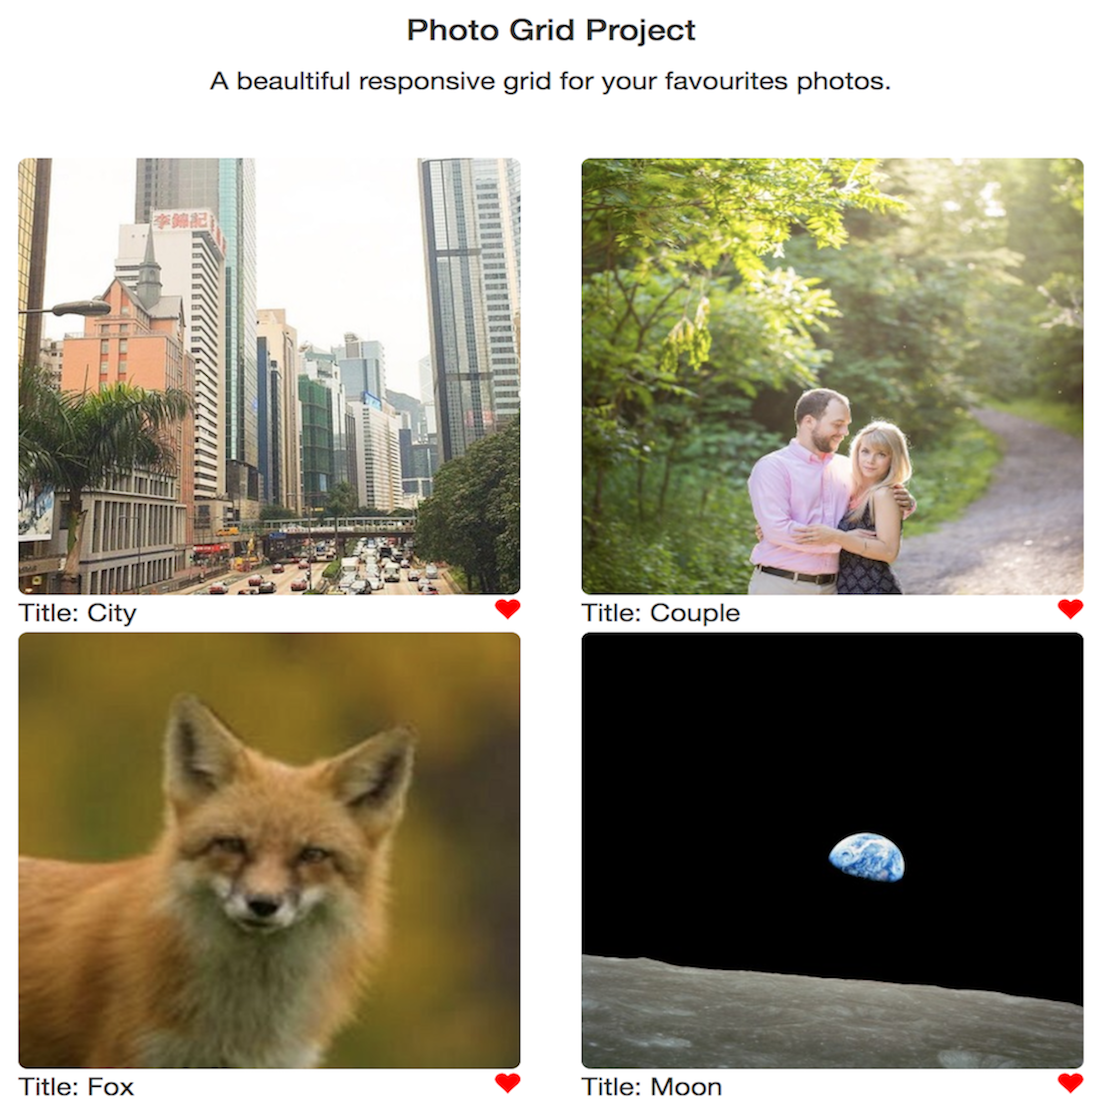 Photo Grid Project
A beaultiful responsive grid for your favourites photos.
李錦記
Title: City
Title: Couple
Title: Fox
Title: Moon